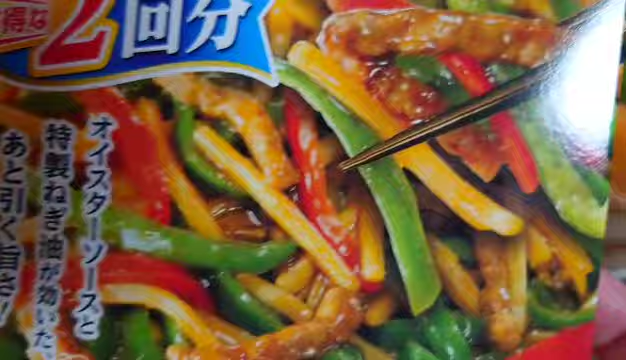 得な
2回分
オイスターソースと
特製ねぎ油が効いた、
あと引く旨さ!